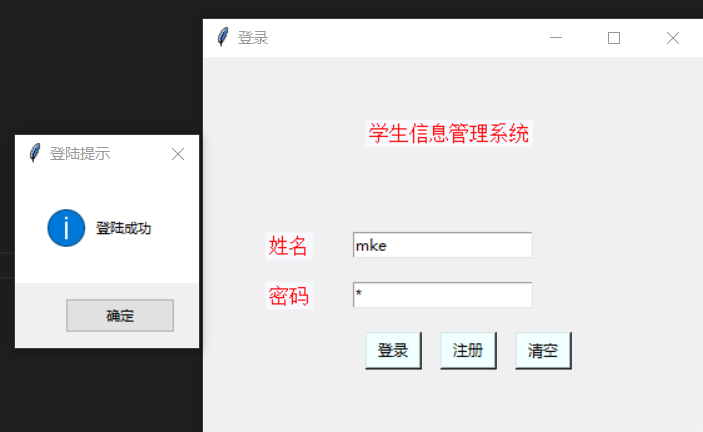 登录
学生信息管理系统
登陆提示
登陆成功
确定
姓名 mke
密码 *
登录 注册 清空